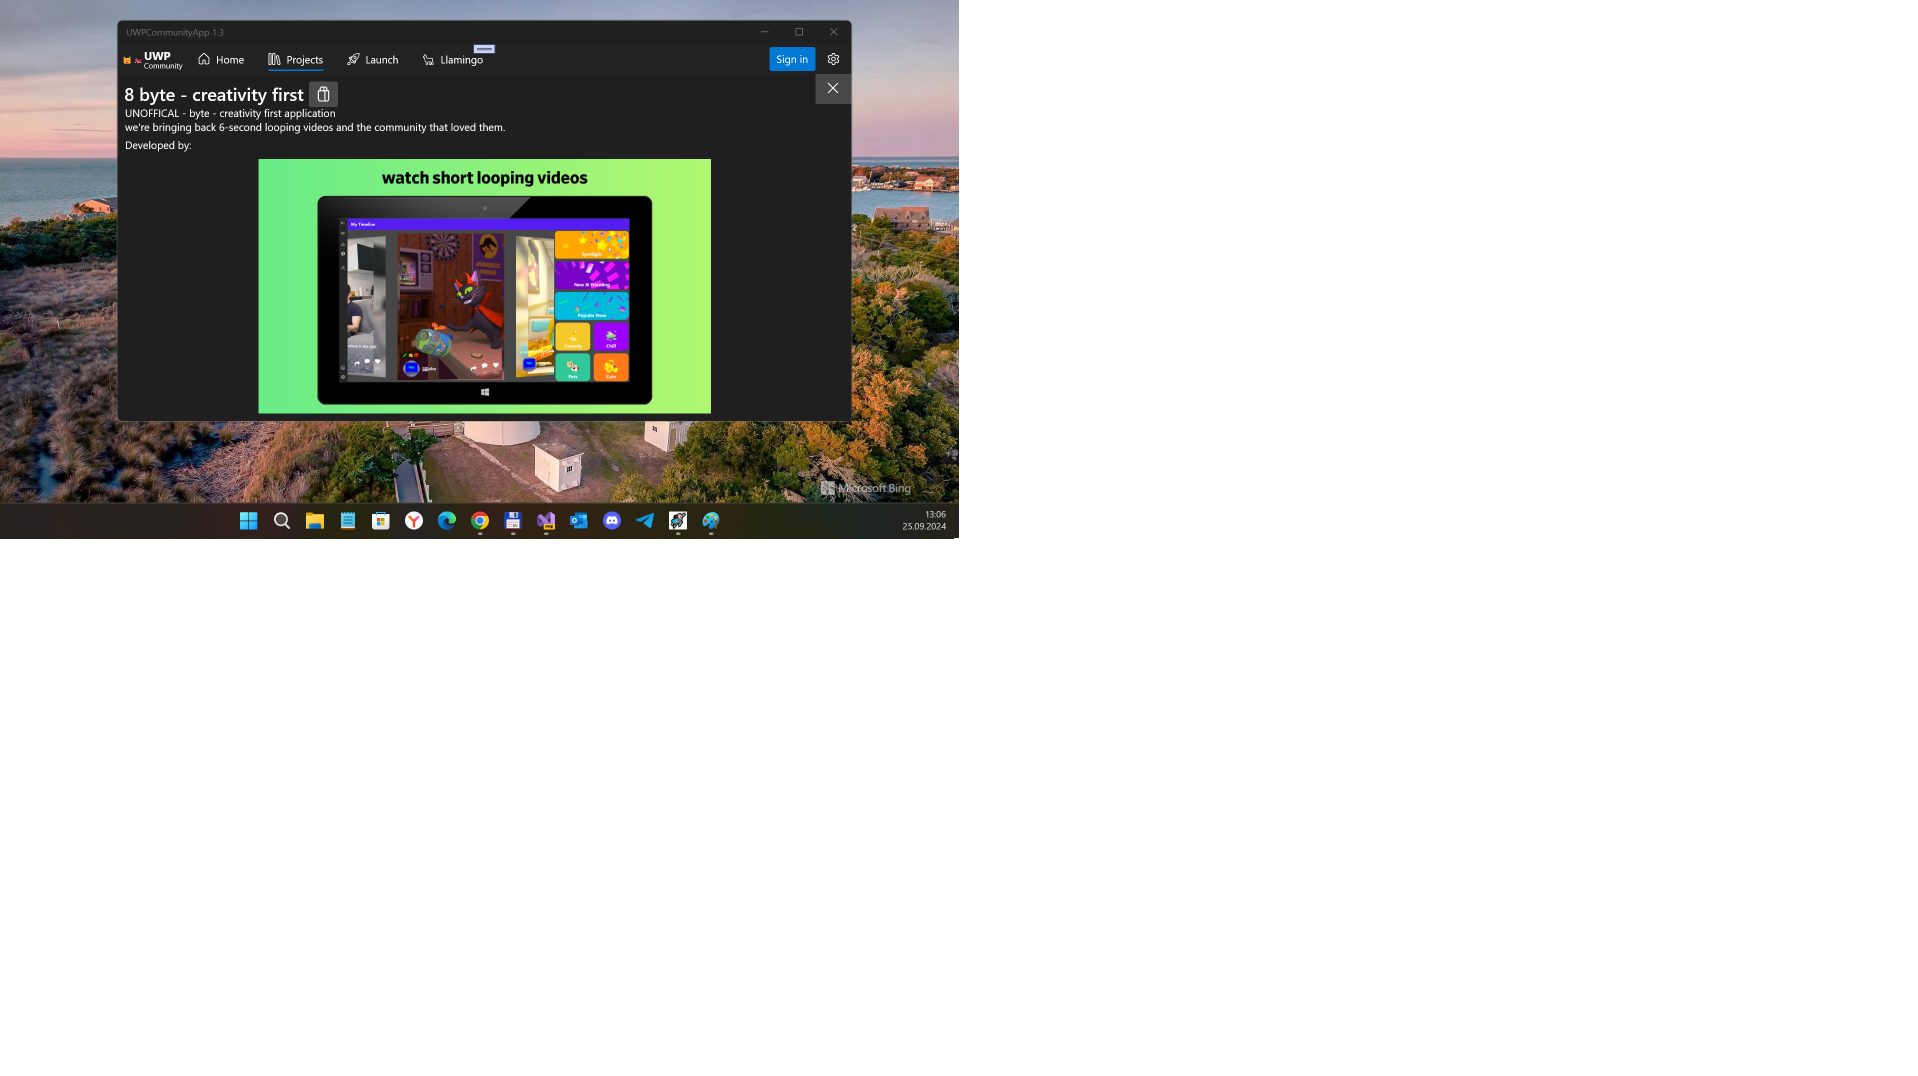 UWPCommunityApp 1.3
UWP
Community
Home
Projects
Launch
Llamingo
Sign in
8 byte - creativity first
UNOFFICAL - byte - creativity first application
we're bringing back 6-second looping videos and the community that loved them.
Developed by:
watch short looping videos
My Timeline
Spotlight
New & Trending
Popular Now
Comedy
Chill
Pets
Cute
Microsoft Bing
13:06
25.09.2024